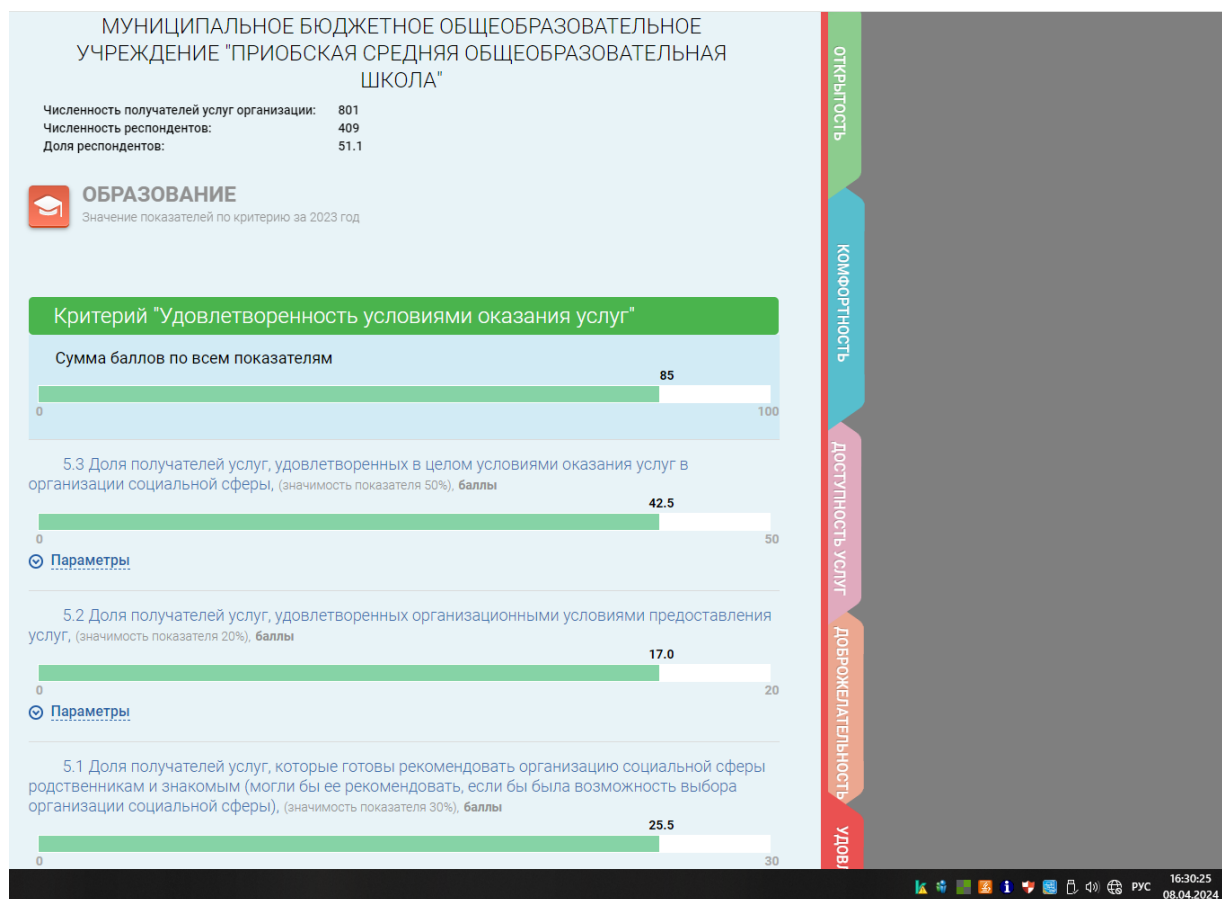 МУНИЦИПАЛЬНОЕ БЮДЖЕТНОЕ ОБЩЕОБРАЗОВАТЕЛЬНОЕ
УЧРЕЖДЕНИЕ "ПРИОБСКАЯ СРЕДНЯЯ ОБЩЕОБРАЗОВАТЕЛЬНАЯ
ШКОЛА"
Численность получателей услуг организации: 801
Численность респондентов: 409
Доля респондентов: 51.1
ОБРАЗОВАНИЕ
Значение показателей по критерию за 2023 год
Критерий "Удовлетворенность условиями оказания услуг"
Сумма баллов по всем показателям
85
0 100
5.3 Доля получателей услуг, удовлетворенных в целом условиями оказания услуг в
организации социальной сферы, (значимость показателя 50%), баллы
42.5
0 50
Параметры
5.2 Доля получателей услуг, удовлетворенных организационными условиями предоставления
услуг, (значимость показателя 20%), баллы
17.0
0 20
Параметры
5.1 Доля получателей услуг, которые готовы рекомендовать организацию социальной сферы
родственникам и знакомым (могли бы ее рекомендовать, если бы была возможность выбора
организации социальной сферы), (значимость показателя 30%), баллы
25.5
0 30
ОТКРЫТОСТЬ
КОМФОРТНОСТЬ
ДОСТУПНОСТЬ УСЛУГ
ДОБРОЖЕЛАТЕЛЬНОСТЬ
УДОВЛ
РУС
16:30:25
08.04.2024